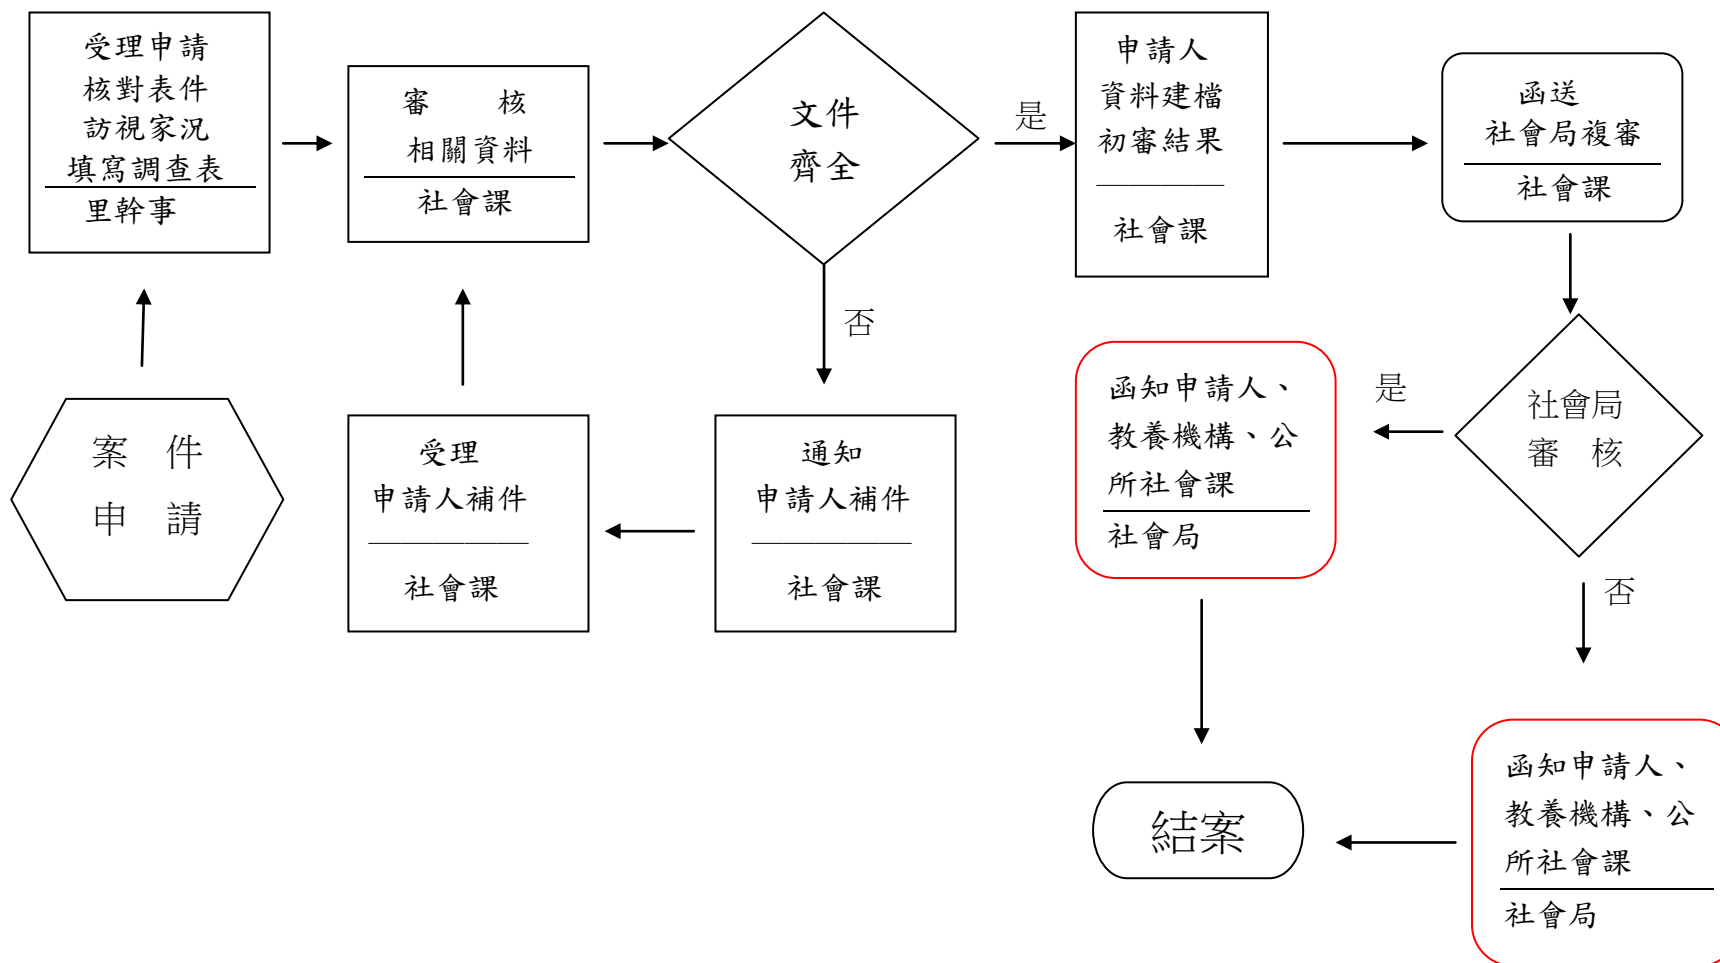 受理申請
核對表件
訪視家況
填寫調查表
里幹事
審　　核
相關資料
社會課
文件
齊全
是
申請人
資料建檔
初審結果
社會課
函送
社會局複審
社會課
否
案　件
申　請
受理
申請人補件
社會課
通知
申請人補件
社會課
函知申請人、
教養機構、公
所社會課
社會局
是
社會局
審　核
否
結案
函知申請人、
教養機構、公
所社會課
社會局